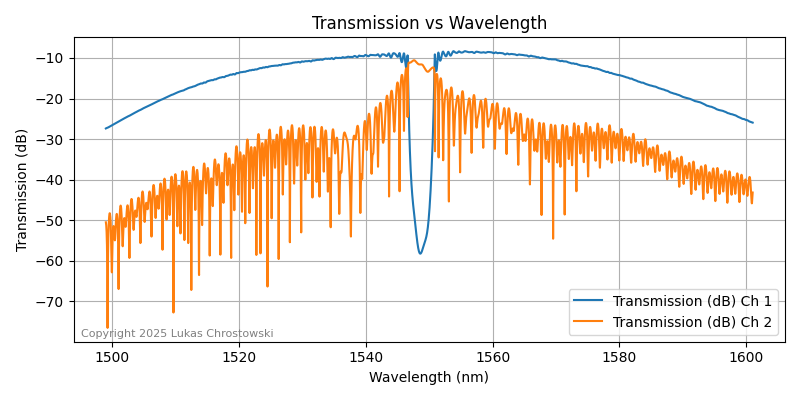 Transmission vs Wavelength
Transmission (dB)
−10
−20
−30
−40
−50
−60
−70
Copyright 2025 Lukas Chrostowski
Transmission (dB) Ch 1
Transmission (dB) Ch 2
1500 1520 1540 1560 1580 1600
Wavelength (nm)